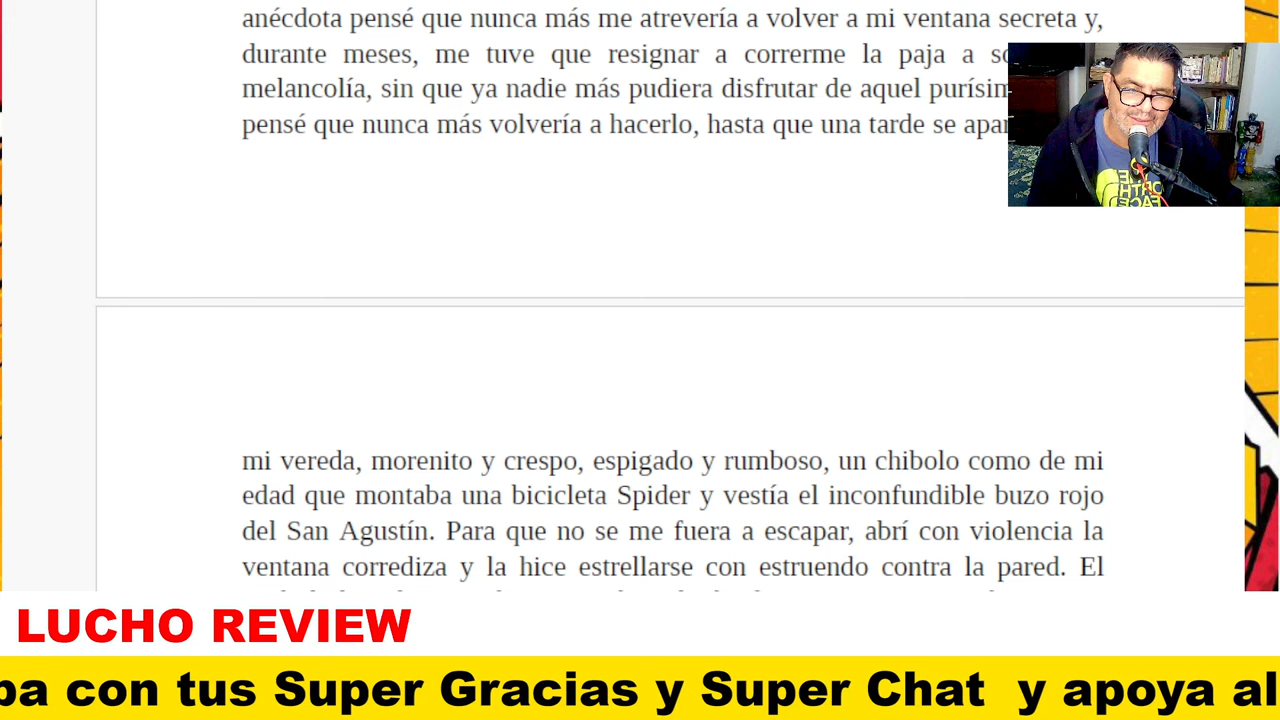 anécdota pensé que nunca más me atrevería a volver a mi ventana secreta y,
durante meses, me tuve que resignar a correrme la paja a so
melancolía, sin que ya nadie más pudiera disfrutar de aquel purísim
pensé que nunca más volvería a hacerlo, hasta que una tarde se apar
mi vereda, morenito y crespo, espigado y rumboso, un chibolo como de mi
edad que montaba una bicicleta Spider y vestía el inconfundible buzo rojo
del San Agustín. Para que no se me fuera a escapar, abrí con violencia la
ventana corrediza y la hice estrellarse con estruendo contra la pared. El
LUCHO REVIEW
pa con tus Super Gracias y Super Chat y apoya al